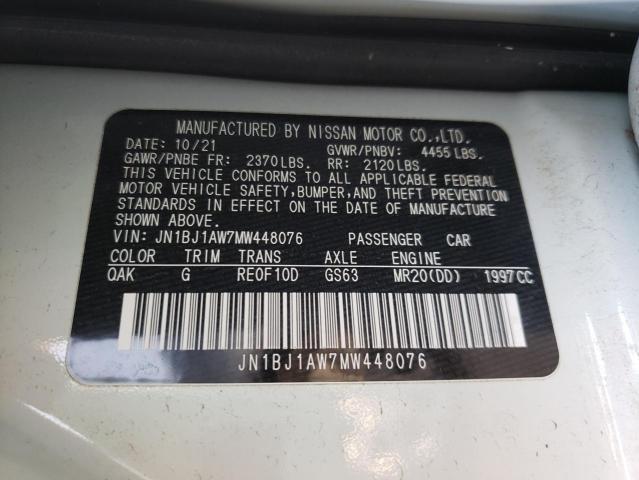 MANUFACTURED BY NISSAN MOTOR CO.,LTD.
DATE: 10/21 GVWR/PNBV: 4455 LBS.
GAWR/PNBE FR: 2370 LBS. RR: 2120 LBS.
THIS VEHICLE CONFORMS TO ALL APPLICABLE FEDERAL
MOTOR VEHICLE SAFETY, BUMPER, AND THEFT PREVENTION
STANDARDS IN EFFECT ON THE DATE OF MANUFACTURE
SHOWN ABOVE.
VIN: JN1BJ1AW7MW448076 PASSENGER CAR
COLOR TRIM TRANS AXLE ENGINE
QAK G RE0F10D GS63 MR20(DD) 1997CC
JN1BJ1AW7MW448076